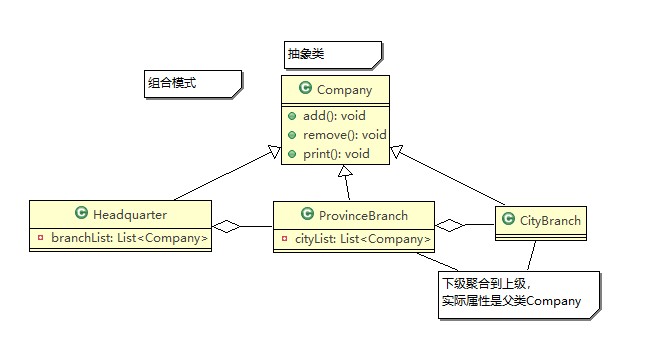 抽象类
组合模式
C Company
add(): void
remove(): void
print(): void
C Headquarter
branchList: List<Company>
C ProvinceBranch
cityList: List<Company>
C CityBranch
下级聚合到上级，
实际属性是父类Company